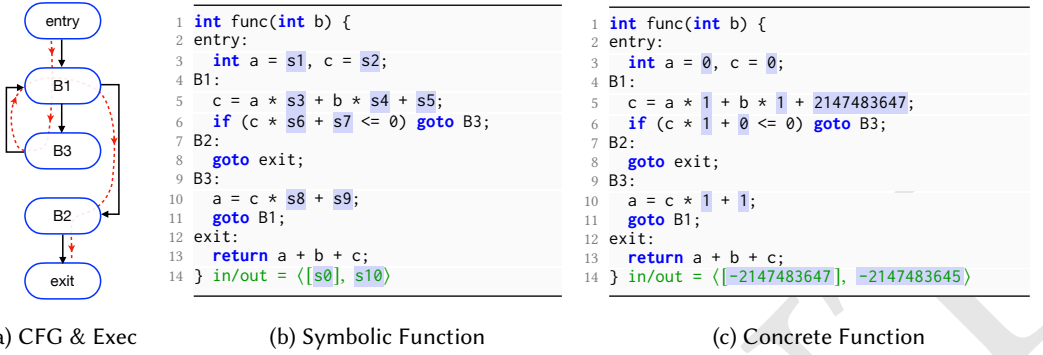 entry
B1
B3
B2
exit
1 int func(int b) {
2 entry:
3 int a = s1, c = s2;
4 B1:
5 c = a * s3 + b * s4 + s5;
6 if (c * s6 + s7 <= 0) goto B3;
7 B2:
8 goto exit;
9 B3:
10 a = c * s8 + s9;
11 goto B1;
12 exit:
13 return a + b + c;
14 } in/out = ⟨[s0], s10⟩
1 int func(int b) {
2 entry:
3 int a = 0, c = 0;
4 B1:
5 c = a * 1 + b * 1 + 2147483647;
6 if (c * 1 + 0 <= 0) goto B3;
7 B2:
8 goto exit;
9 B3:
10 a = c * 1 + 1;
11 goto B1;
12 exit:
13 return a + b + c;
14 } in/out = ⟨[-2147483647], -2147483645⟩
) CFG & Exec
(b) Symbolic Function
(c) Concrete Function